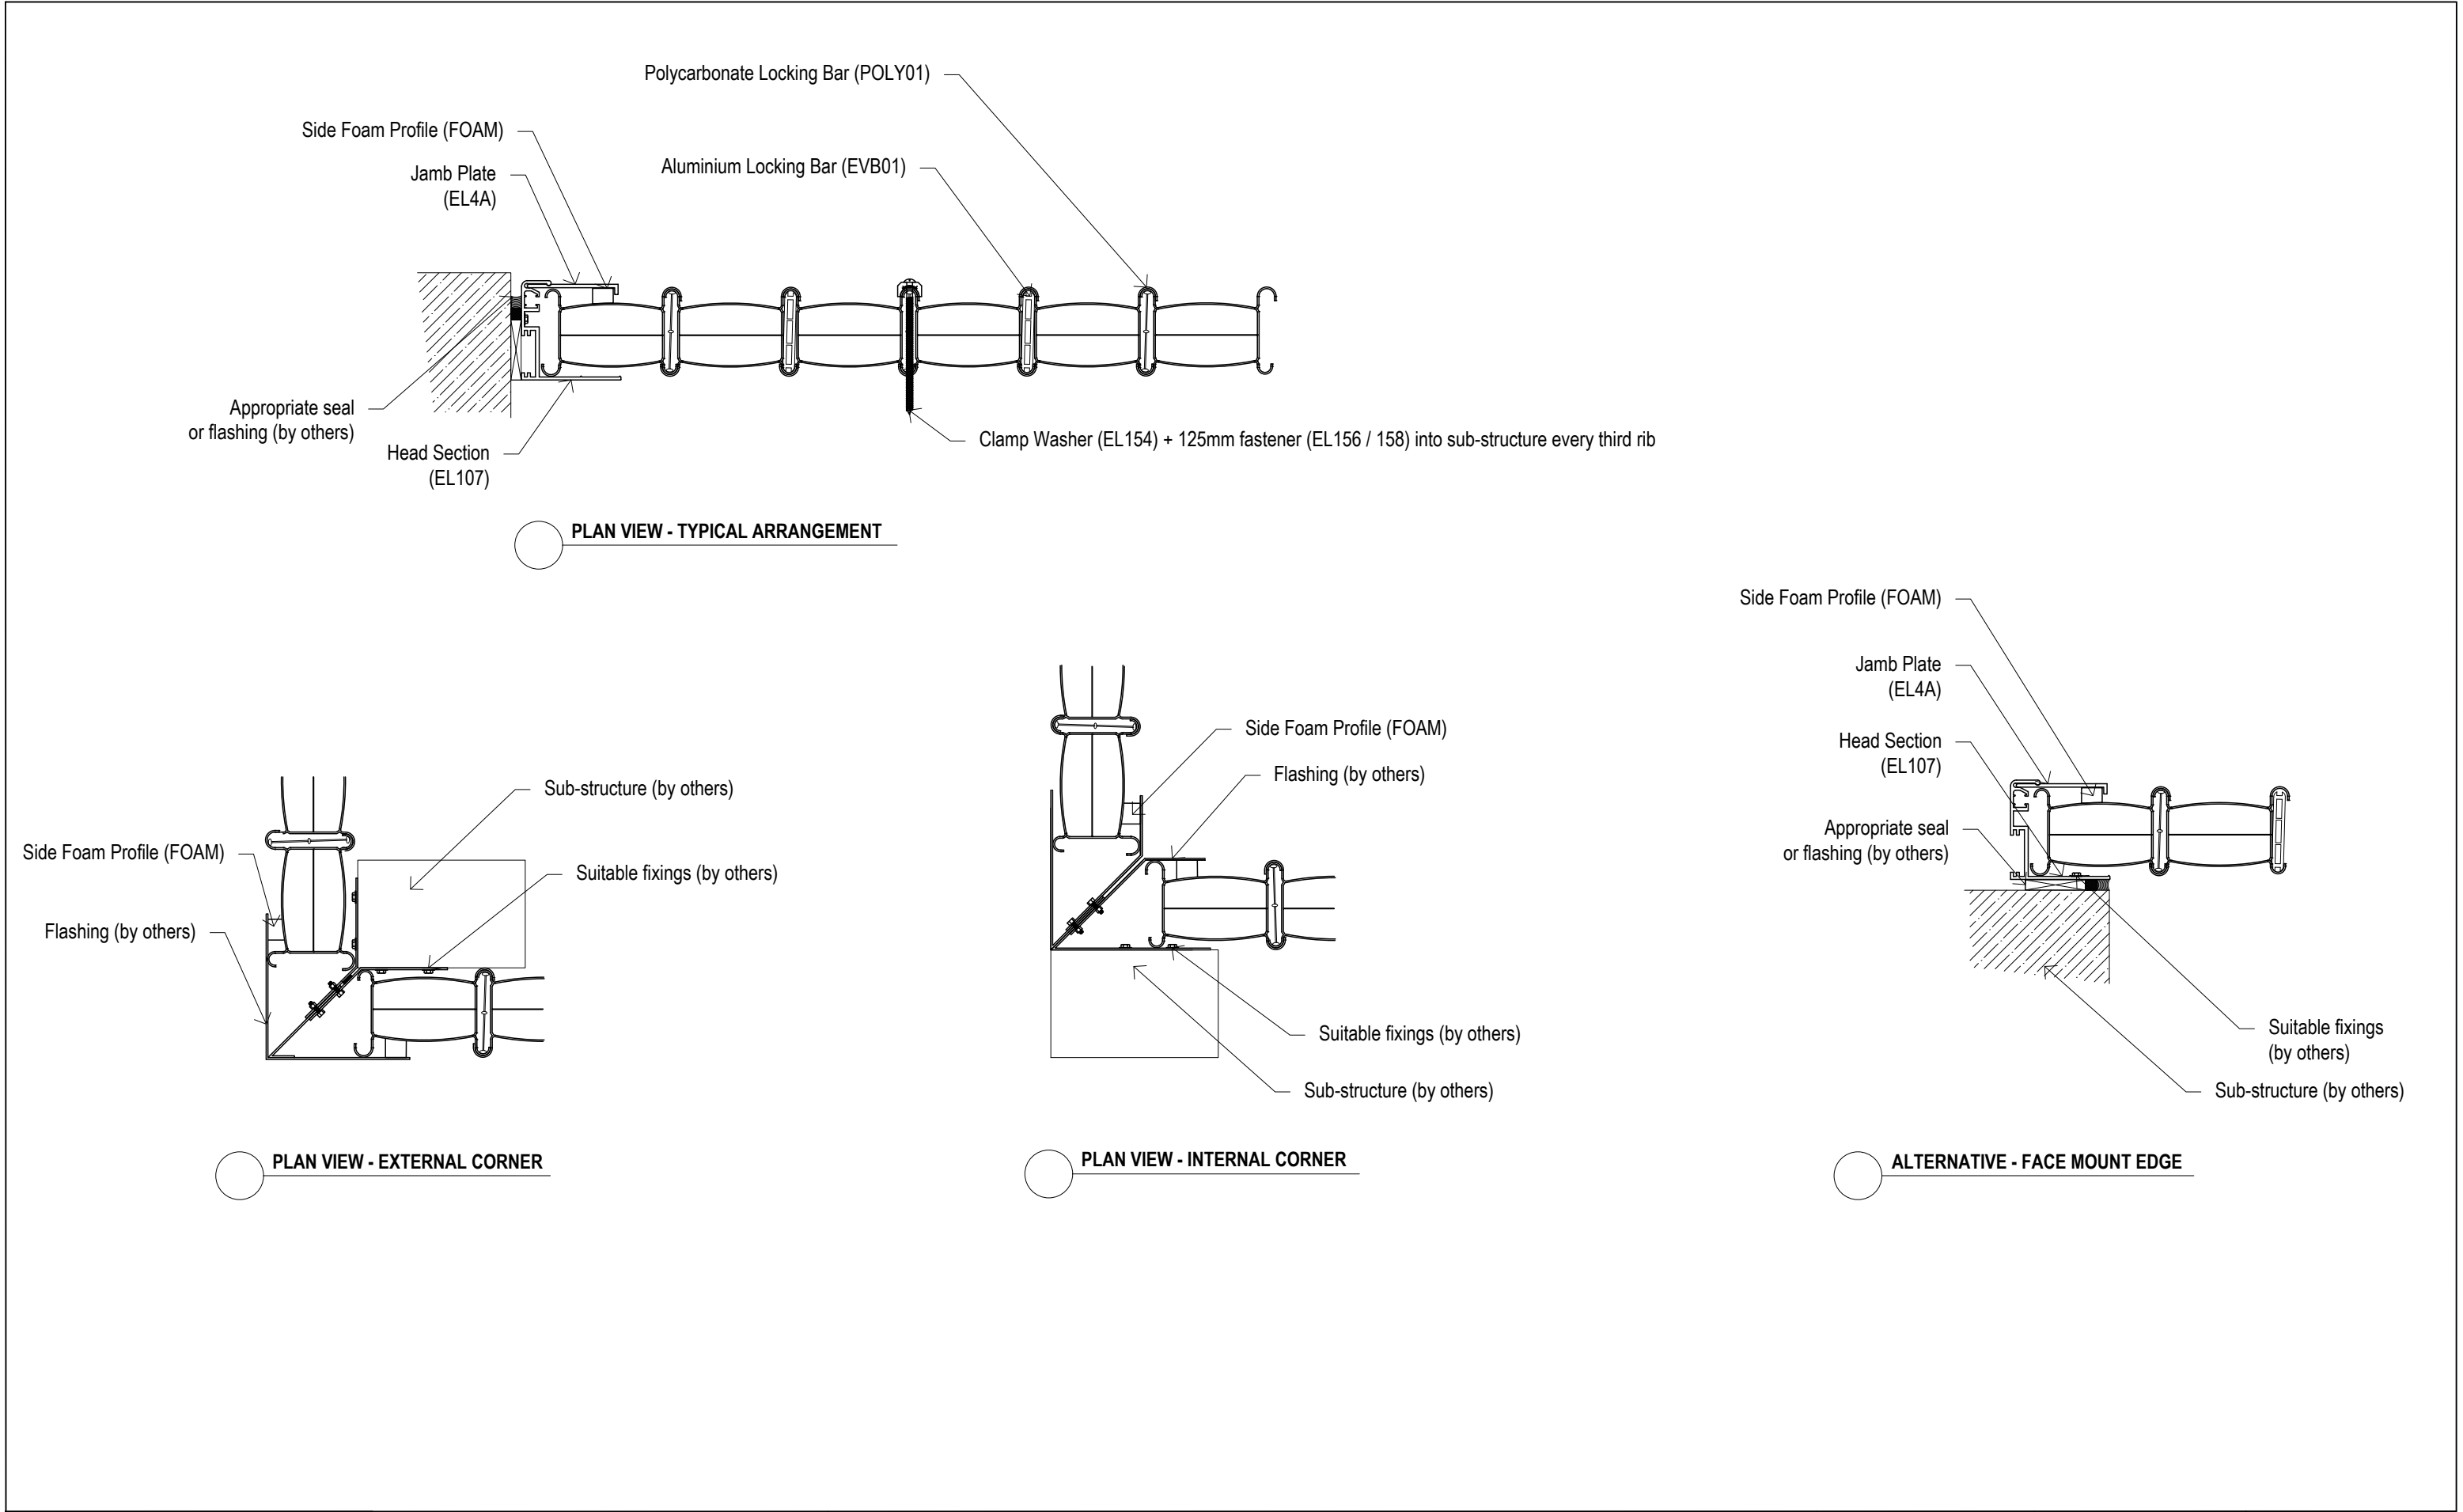 Polycarbonate Locking Bar (POLY01)
Side Foam Profile (FOAM)
Aluminium Locking Bar (EVB01)
Jamb Plate
(EL4A)
Appropriate seal
or flashing (by others)
Head Section
(EL107)
Clamp Washer (EL154) + 125mm fastener (EL156 / 158) into sub-structure every third rib
PLAN VIEW - TYPICAL ARRANGEMENT
Sub-structure (by others)
Side Foam Profile (FOAM)
Suitable fixings (by others)
Flashing (by others)
PLAN VIEW - EXTERNAL CORNER
Side Foam Profile (FOAM)
Flashing (by others)
Suitable fixings (by others)
Sub-structure (by others)
PLAN VIEW - INTERNAL CORNER
Side Foam Profile (FOAM)
Jamb Plate
(EL4A)
Head Section
(EL107)
Appropriate seal
or flashing (by others)
Suitable fixings
(by others)
Sub-structure (by others)
ALTERNATIVE - FACE MOUNT EDGE